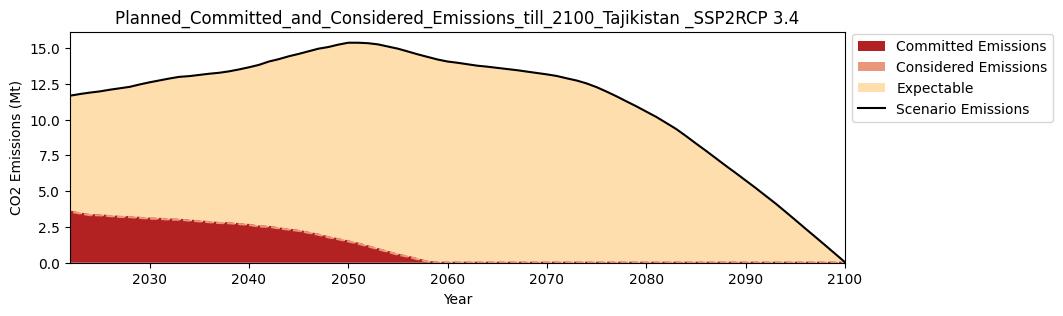 Planned_Committed_and_Considered_Emissions_till_2100_Tajikistan _SSP2RCP 3.4
15.0
12.5
10.0
7.5
5.0
2.5
0.0
CO2 Emissions (Mt)
2030 2040 2050 2060 2070 2080 2090 2100
Year
Committed Emissions
Considered Emissions
Expectable
Scenario Emissions